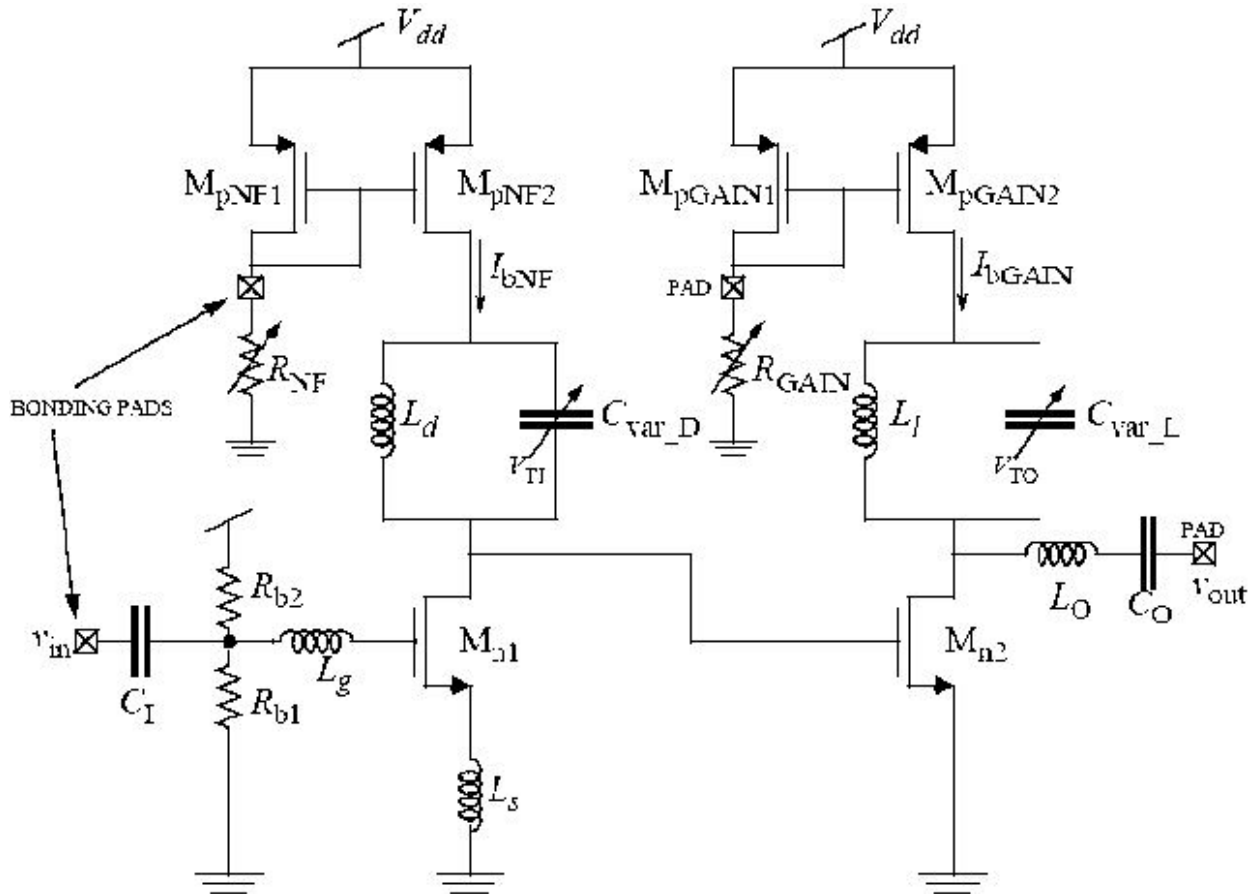 Vdd
Vdd
MpNF1
MpNF2
MpGAIN1
MpGAIN2
IbNF
PAD
IbGAIN
RNF
RGAIN
BONDING PADS
Ld
Cvar_D
Ll
Cvar_L
vTI
vTO
PAD
Rb2
LO
CO
vout
vin
Mn1
Mn2
Lg
CI
Rb1
Ls